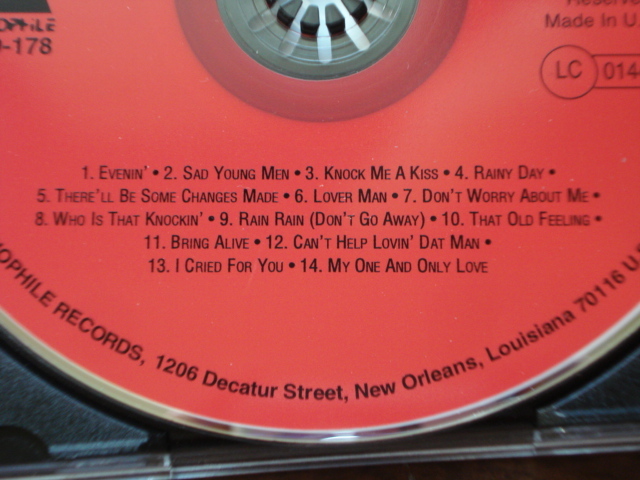 OPHILE
-178
Reserve
Made in U.
LC 014
1. EVENIN' • 2. SAD YOUNG MEN • 3. KNOCK ME A KISS • 4. RAINY DAY •
5. THERE'LL BE SOME CHANGES MADE • 6. LOVER MAN • 7. DON'T WORRY ABOUT ME •
8. WHO IS THAT KNOCKIN' • 9. RAIN RAIN (DON'T GO AWAY) • 10. THAT OLD FEELING •
11. BRING ALIVE • 12. CAN'T HELP LOVIN' DAT MAN •
13. I CRIED FOR YOU • 14. MY ONE AND ONLY LOVE
OPHILE RECORDS, 1206 Decatur Street, New Orleans, Louisiana 70116 U.S